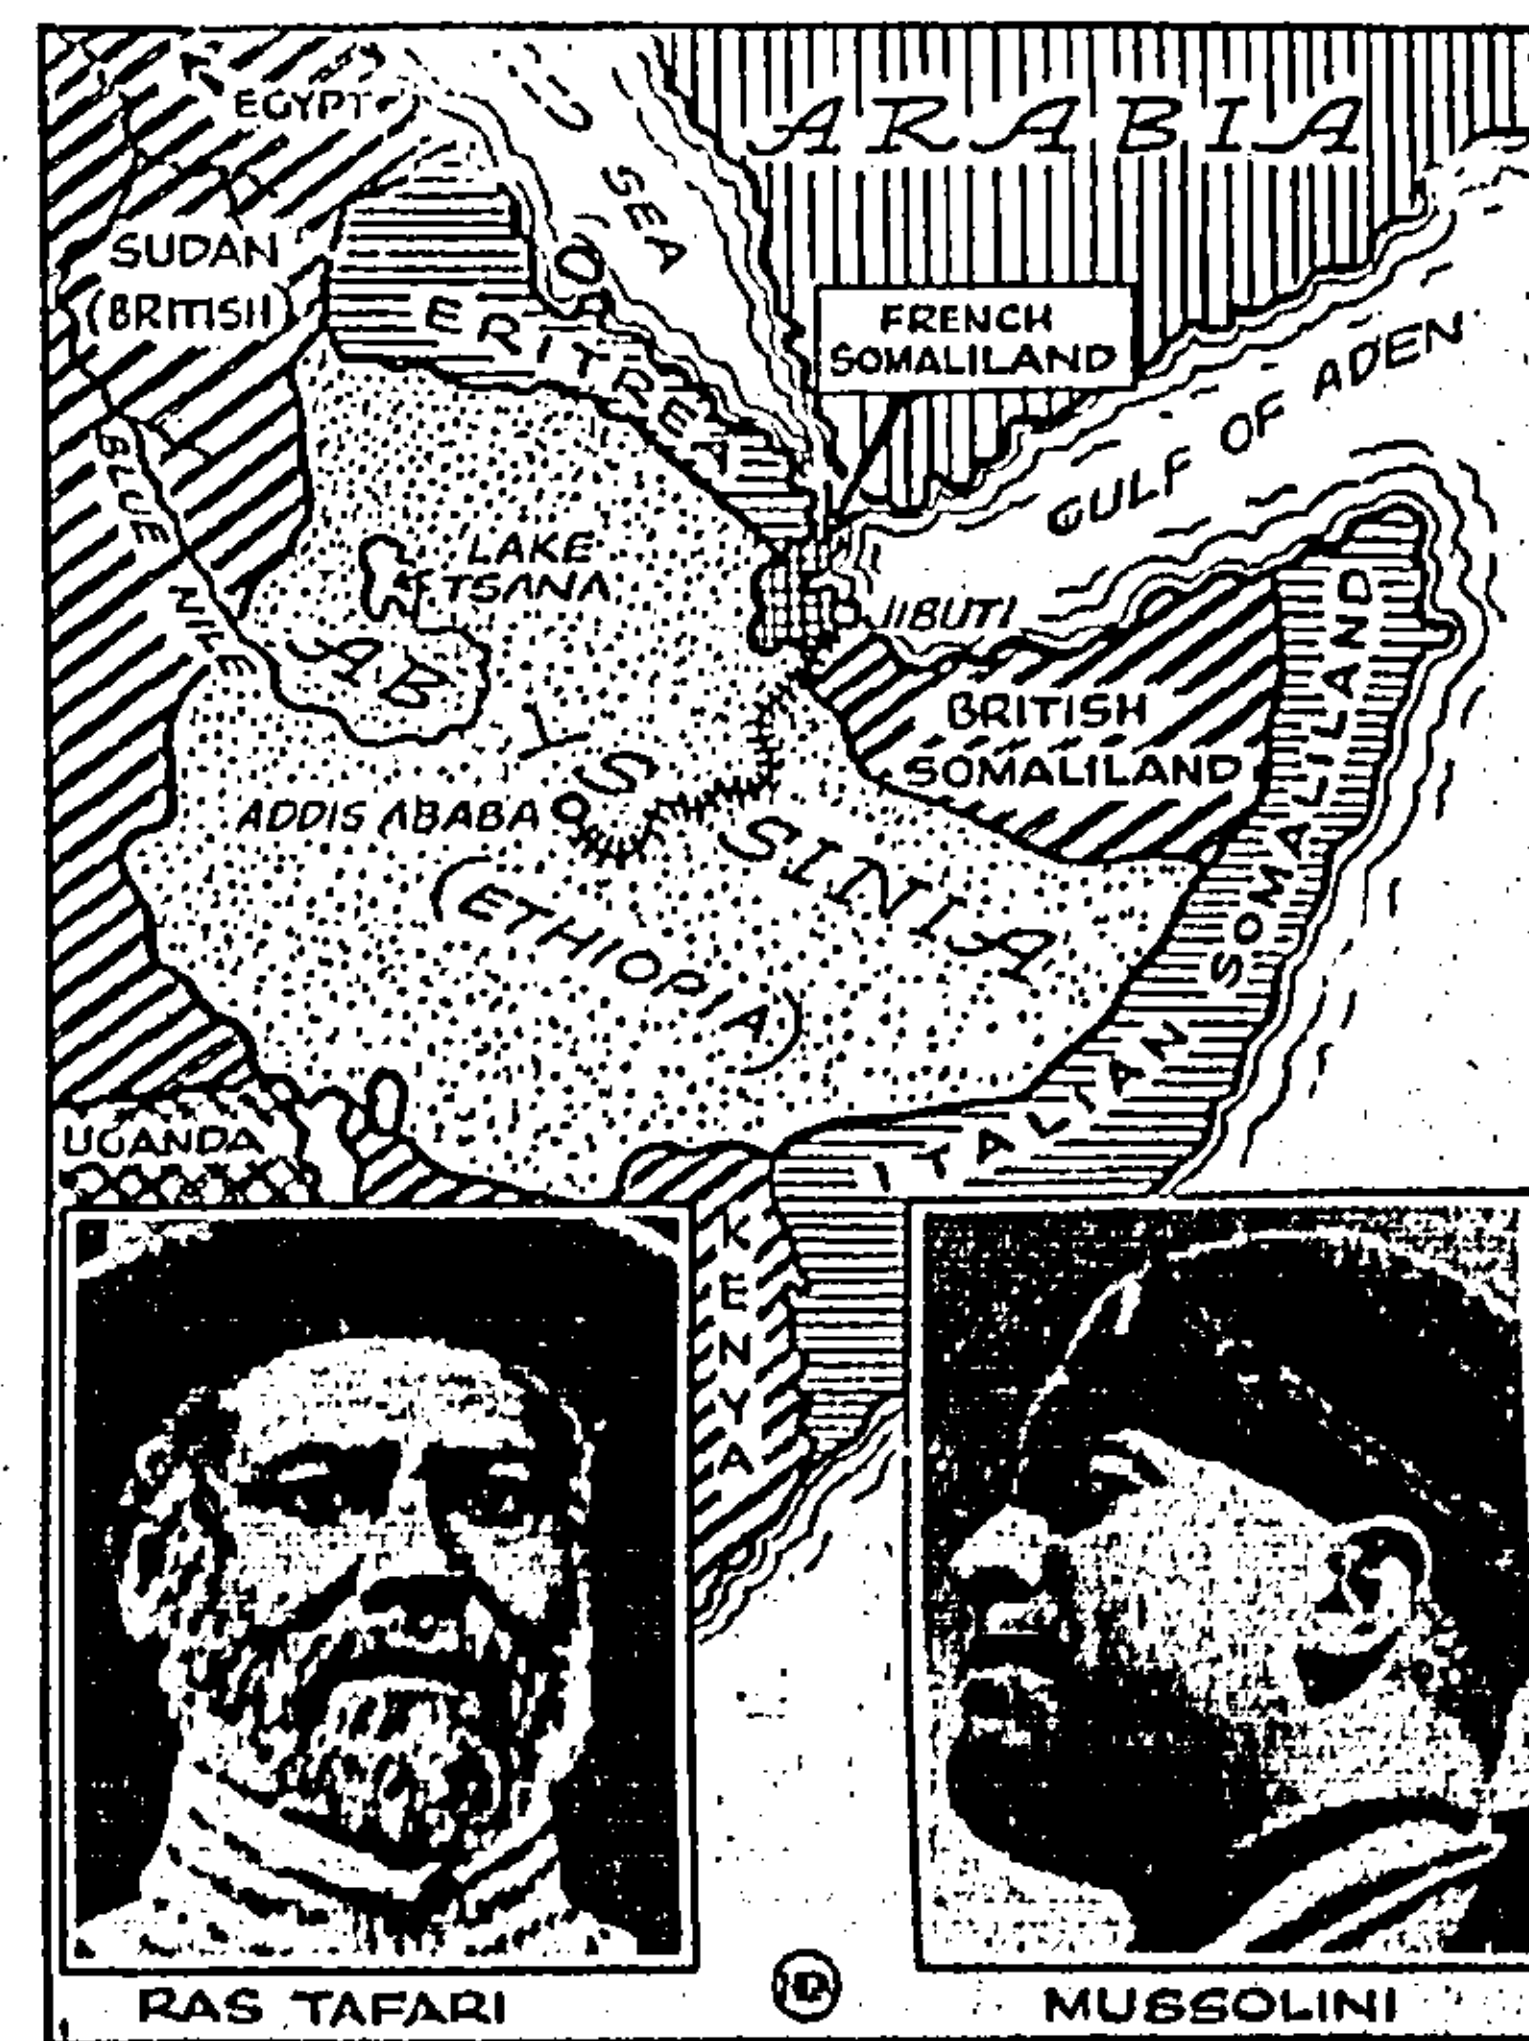 ARABIA
EGYPT
SEA
SUDAN
(BRITISH)
ERITREA
FRENCH
SOMALILAND
GULF OF ADEN
BLUE
NILE
LAKE
TSANA
JIBUTI
BRITISH
SOMALILAND
ABYSSINIA
ADDIS ABABA
(ETHIOPIA)
ITALIAN SOMALILAND
UGANDA
KENYA
RAS TAFARI
MUSSOLINI